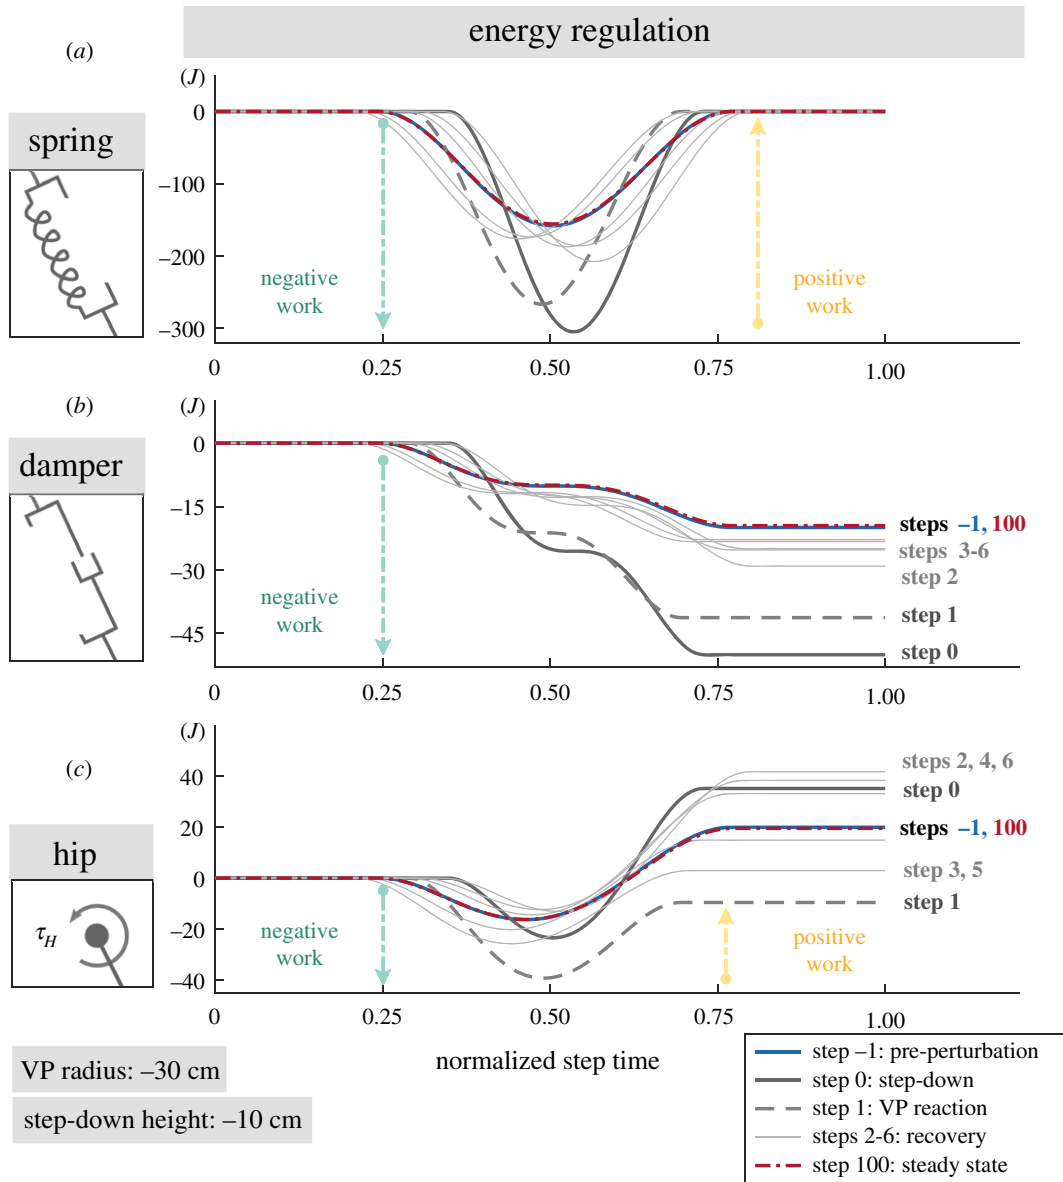 energy regulation
(a)
(J)
spring
0
−100
−200
−300
negative
work
positive
work
0
0.25
0.50
0.75
1.00
(b)
(J)
damper
0
−15
−30
−45
negative
work
steps −1, 100
steps 3-6
step 2
step 1
step 0
0
0.25
0.50
0.75
1.00
(c)
(J)
hip
τH
40
20
0
−20
−40
negative
work
positive
work
steps 2, 4, 6
step 0
steps −1, 100
step 3, 5
step 1
0
0.25
0.50
0.75
1.00
normalized step time
VP radius: −30 cm
step-down height: −10 cm
step −1: pre-perturbation
step 0: step-down
step 1: VP reaction
steps 2-6: recovery
step 100: steady state